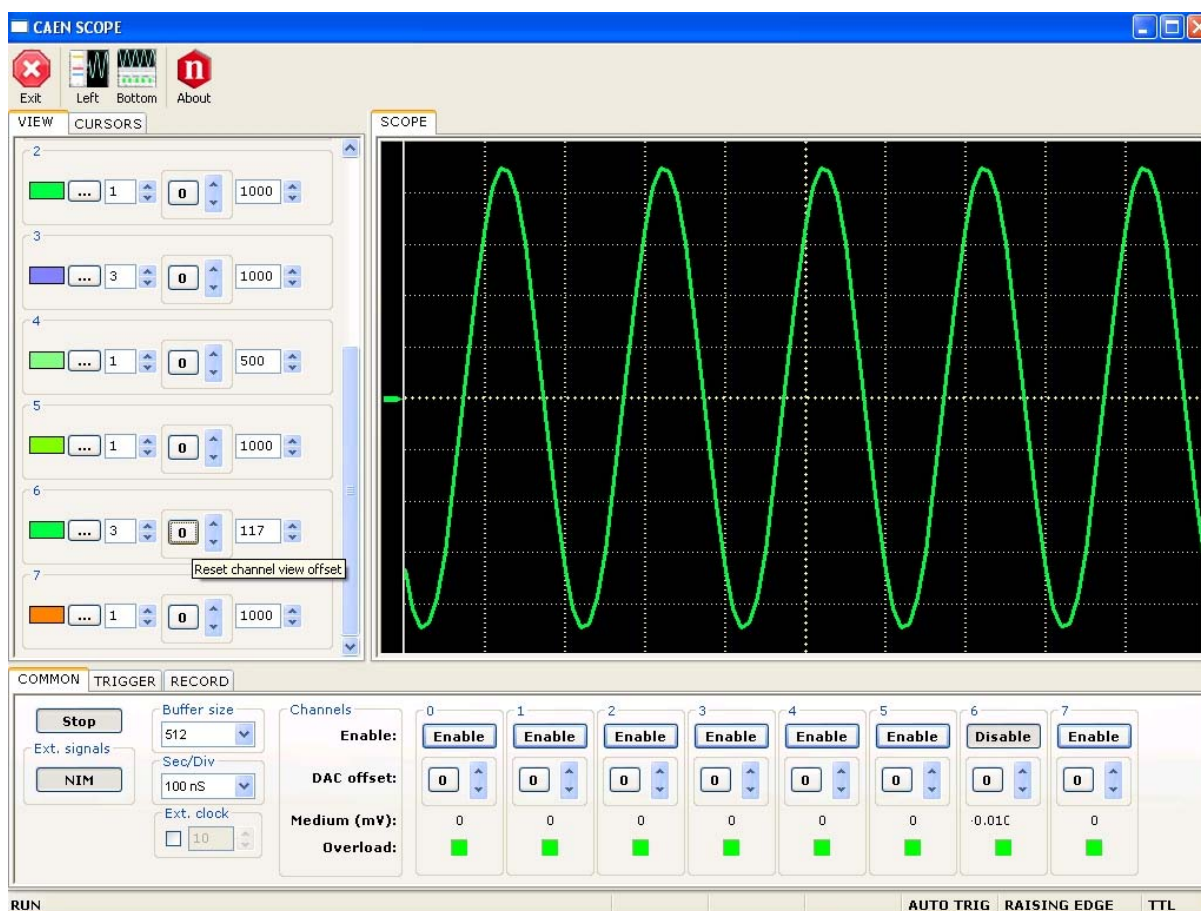 CAEN SCOPE
Exit Left Bottom About
VIEW CURSORS
SCOPE
2
... 1 0 1000
3
... 3 0 1000
4
... 1 0 500
5
... 1 0 1000
6
... 3 0 117
Reset channel view offset
7
... 1 0 1000
COMMON TRIGGER RECORD
Stop
Ext. signals
NIM
Buffer size
512
Sec/Div
100 nS
Ext. clock
10
Channels 0 1 2 3 4 5 6 7
Enable: Enable Enable Enable Enable Enable Enable Disable Enable
DAC offset: 0 0 0 0 0 0 0 0
Medium (mV): 0 0 0 0 0 0 0
Overload:
RUN AUTO TRIG RAISING EDGE TTL